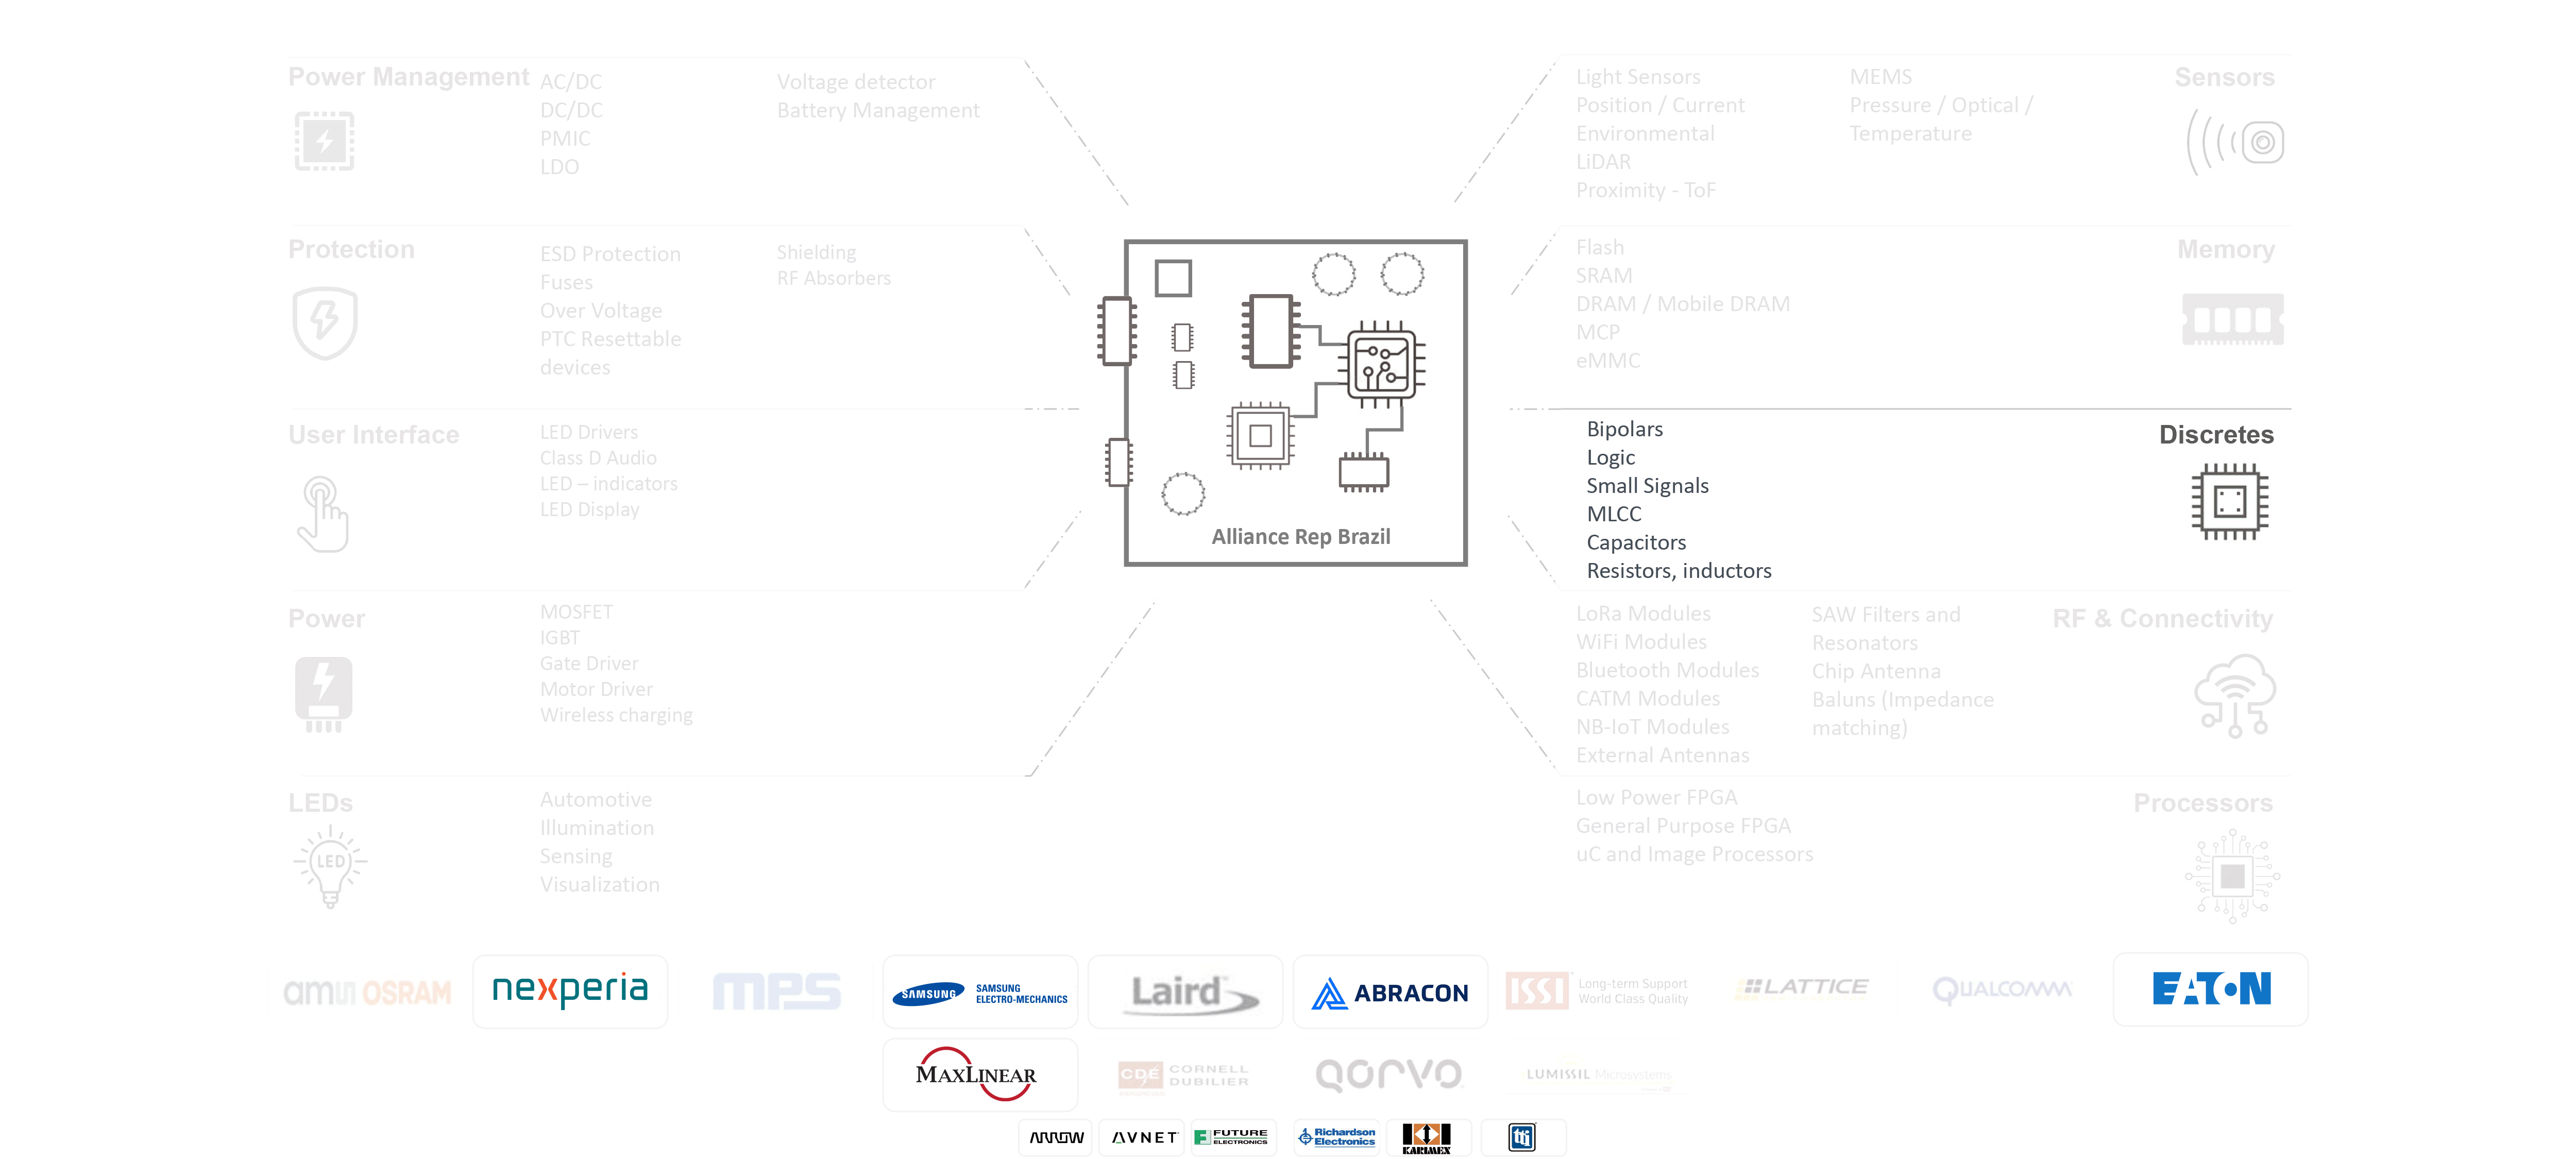 Power Management
AC/DC
DC/DC
PMIC
LDO
Voltage detector
Battery Management
Protection
ESD Protection
Fuses
Over Voltage
PTC Resettable
devices
Shielding
RF Absorbers
User Interface
LED Drivers
Class D Audio
LED – indicators
LED Display
Power
MOSFET
IGBT
Gate Driver
Motor Driver
Wireless charging
LEDs
LED
Automotive
Illumination
Sensing
Visualization
Alliance Rep Brazil
Light Sensors
Position / Current
Environmental
LiDAR
Proximity - ToF
MEMS
Pressure / Optical /
Temperature
Sensors
Flash
SRAM
DRAM / Mobile DRAM
MCP
eMMC
Memory
Bipolars
Logic
Small Signals
MLCC
Capacitors
Resistors, inductors
Discretes
LoRa Modules
WiFi Modules
Bluetooth Modules
CATM Modules
NB-IoT Modules
External Antennas
SAW Filters and
Resonators
Chip Antenna
Baluns (Impedance
matching)
RF & Connectivity
Low Power FPGA
General Purpose FPGA
uC and Image Processors
Processors
amu OSRAM
nexperia
mps
SAMSUNG
SAMSUNG
ELECTRO-MECHANICS
Laird™
ABRACON
ISSI
Long-term Support
World Class Quality
LATTICE
QUALCOMM
EATON
MAXLINEAR
CDE
CORNELL
DUBILIER
QORVO
LUMISSIL Microsystems
ARROW
AVNET
FUTURE
ELECTRONICS
Richardson
Electronics
KARIMEX
tti